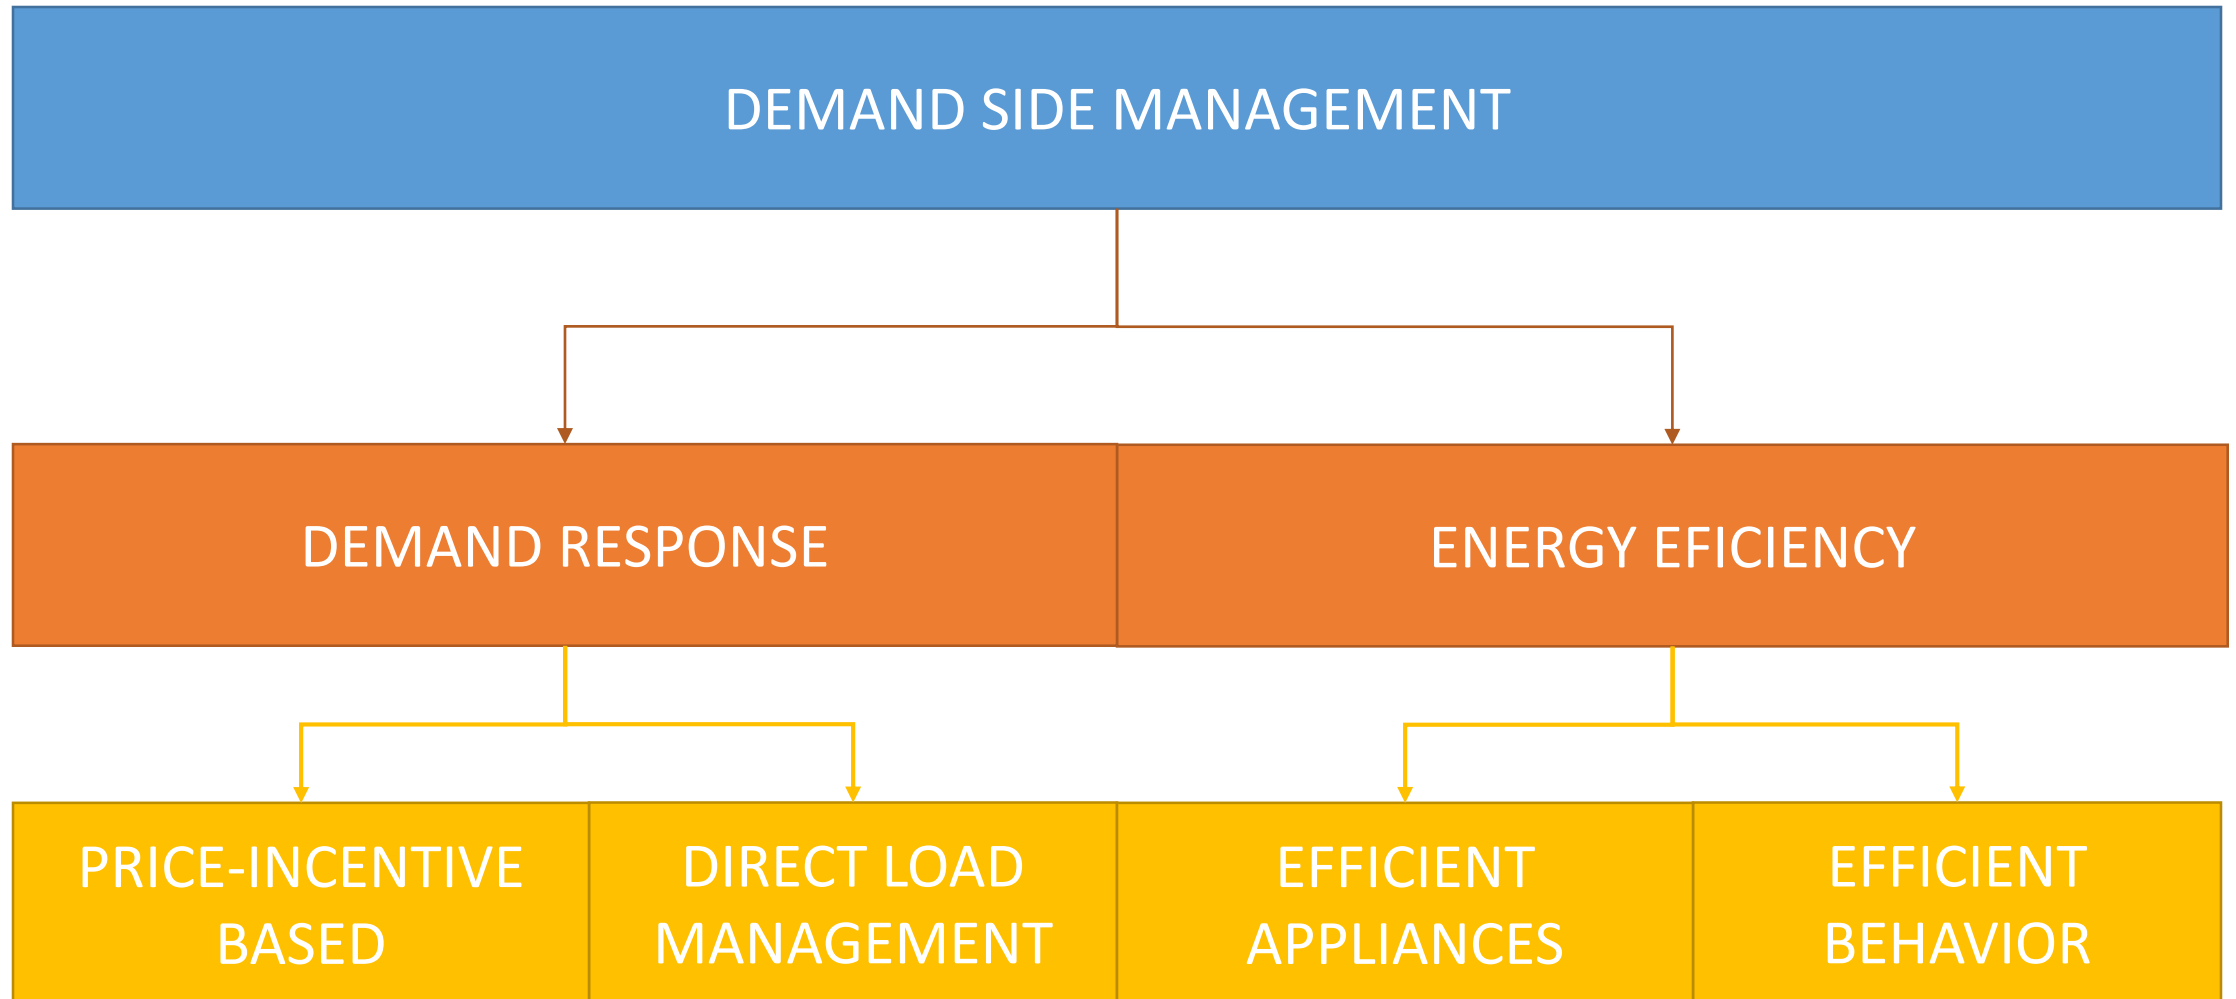 DEMAND SIDE MANAGEMENT
DEMAND RESPONSE
ENERGY EFICIENCY
PRICE-INCENTIVE
BASED
DIRECT LOAD
MANAGEMENT
EFFICIENT
APPLIANCES
EFFICIENT
BEHAVIOR